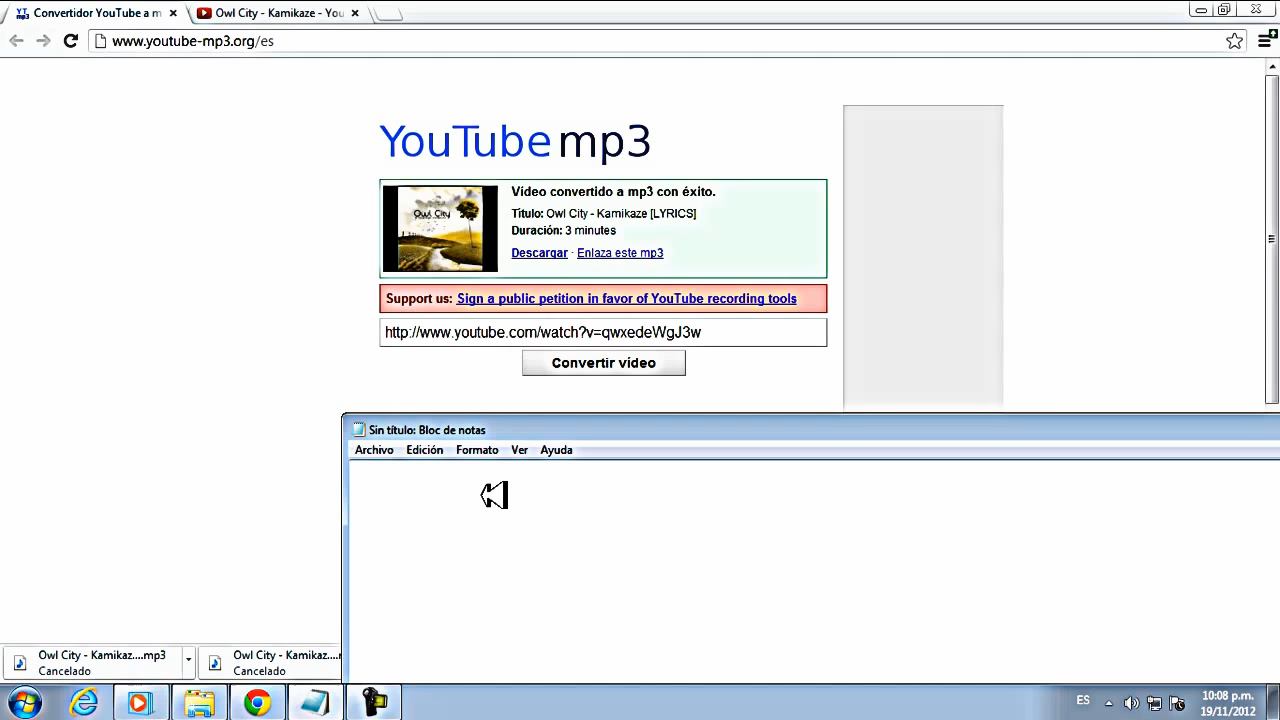 Convertidor YouTube a m
Owl City - Kamikaze - You
www.youtube-mp3.org/es
YouTube mp3
Owl City
Vídeo convertido a mp3 con éxito.
Título: Owl City - Kamikaze [LYRICS]
Duración: 3 minutes
Descargar · Enlaza este mp3
Support us: Sign a public petition in favor of YouTube recording tools
http://www.youtube.com/watch?v=qwxedeWgJ3w
Convertir vídeo
Sin título: Bloc de notas
Archivo Edición Formato Ver Ayuda
Owl City - Kamikaz....mp3
Cancelado
Owl City - Kamikaz....m
Cancelado
ES
10:08 p.m.
19/11/2012